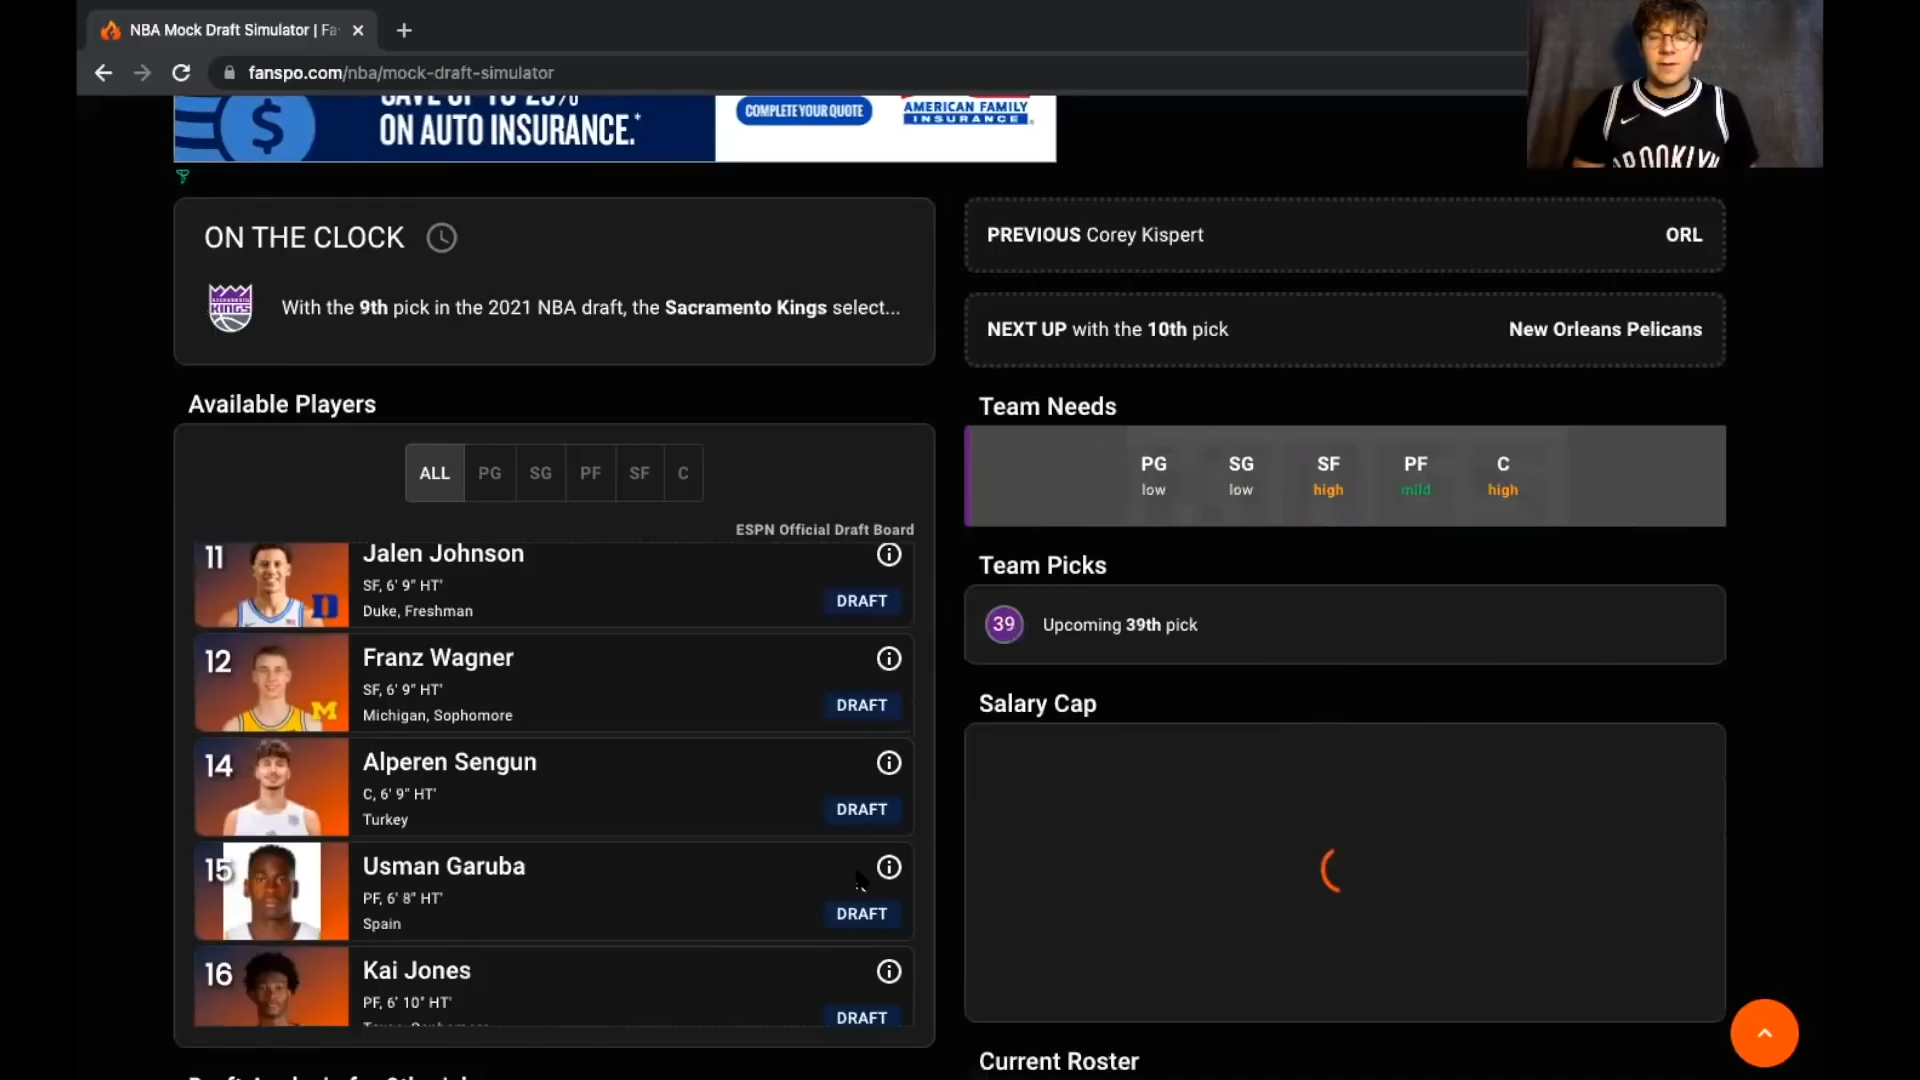 NBA Mock Draft Simulator | Fa
fanspo.com/nba/mock-draft-simulator
ON AUTO INSURANCE.*
COMPLETE YOUR QUOTE
AMERICAN FAMILY
INSURANCE
BROOKLYN
ON THE CLOCK
PREVIOUS Corey Kispert ORL
SACRAMENTO
KINGS
With the 9th pick in the 2021 NBA draft, the Sacramento Kings select...
NEXT UP with the 10th pick New Orleans Pelicans
Available Players
Team Needs
ALL PG SG PF SF C
PG SG SF PF C
low low high mild high
ESPN Official Draft Board
11 Jalen Johnson
SF, 6' 9" HT'
Duke, Freshman
DRAFT
12 Franz Wagner
SF, 6' 9" HT'
Michigan, Sophomore
DRAFT
14 Alperen Sengun
C, 6' 9" HT'
Turkey
DRAFT
15 Usman Garuba
PF, 6' 8" HT'
Spain
DRAFT
16 Kai Jones
PF, 6' 10" HT'
DRAFT
Team Picks
39 Upcoming 39th pick
Salary Cap
Current Roster